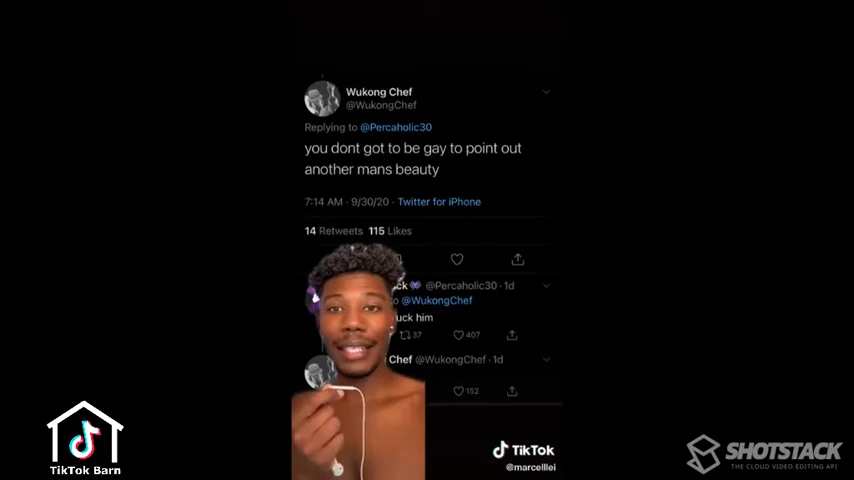 Wukong Chef
@WukongChef
Replying to @Percaholic30
you dont got to be gay to point out
another mans beauty
7:14 AM · 9/30/20 · Twitter for iPhone
14 Retweets 115 Likes
ck @Percaholic30 · 1d
o @WukongChef
uck him
37 407
Chef @WukongChef · 1d
152
TikTok
@marcelllei
TikTok Barn
SHOTSTACK
THE CLOUD VIDEO EDITING API